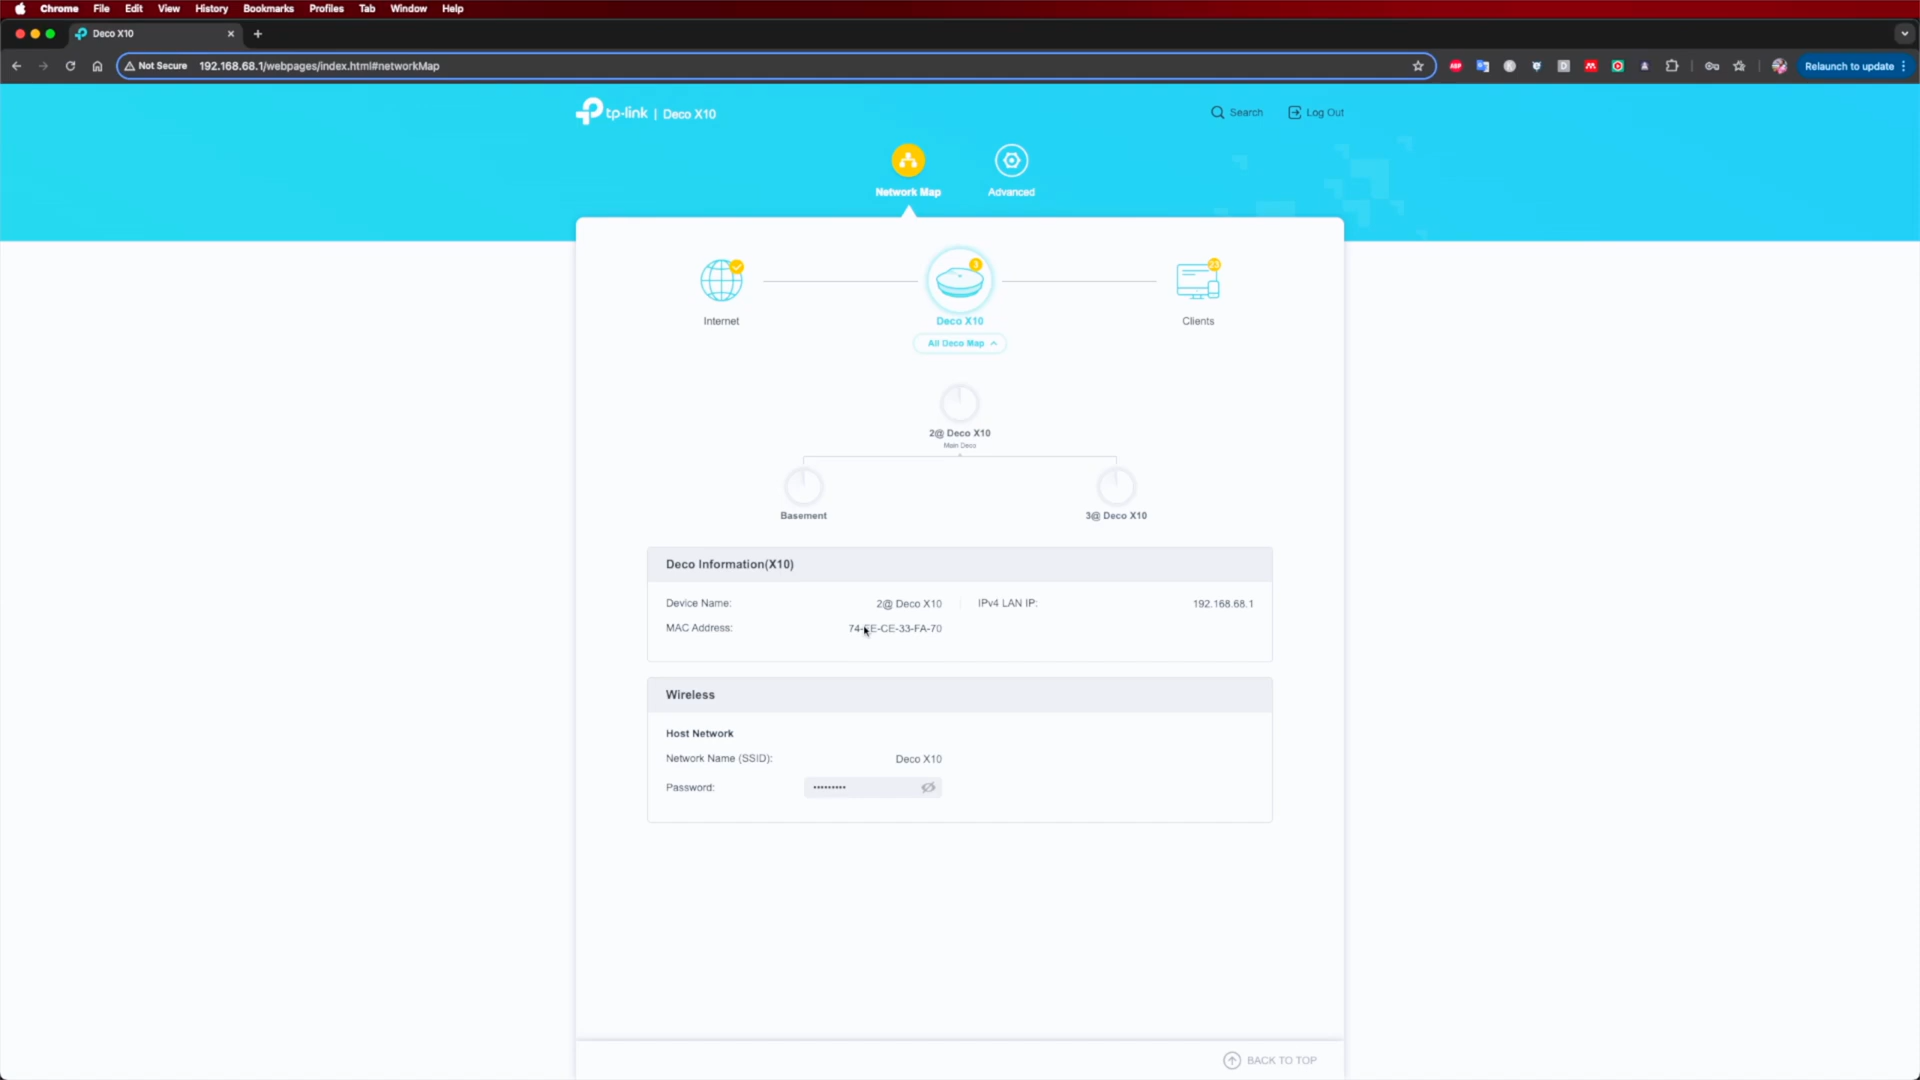 Chrome File Edit View History Bookmarks Profiles Tab Window Help
Deco X10
Not Secure 192.168.68.1/webpages/index.html#networkMap
ABP
Relaunch to update
tp-link | Deco X10
Search
Log Out
Network Map
Advanced
3
23
Internet
Deco X10
Clients
All Deco Map
2@ Deco X10
Main Deco
Basement
3@ Deco X10
Deco Information(X10)
Device Name: 2@ Deco X10 IPv4 LAN IP: 192.168.68.1
MAC Address:
Wireless
Host Network
Network Name (SSID): Deco X10
Password: •••••••••
BACK TO TOP